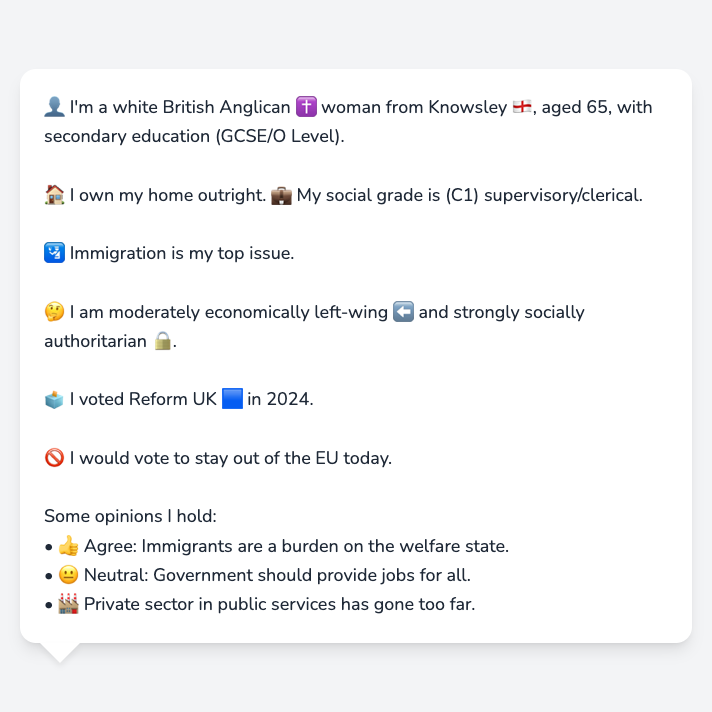 👤 I'm a white British Anglican ✝️ woman from Knowsley 🏴󠁧󠁢󠁥󠁮󠁧󠁿, aged 65, with
secondary education (GCSE/O Level).
🏠 I own my home outright. 💼 My social grade is (C1) supervisory/clerical.
🛂 Immigration is my top issue.
🤔 I am moderately economically left-wing ⬅️ and strongly socially
authoritarian 🔒.
🗳️ I voted Reform UK 🟦 in 2024.
🚫 I would vote to stay out of the EU today.
Some opinions I hold:
• 👍 Agree: Immigrants are a burden on the welfare state.
• 😐 Neutral: Government should provide jobs for all.
• 🏭 Private sector in public services has gone too far.